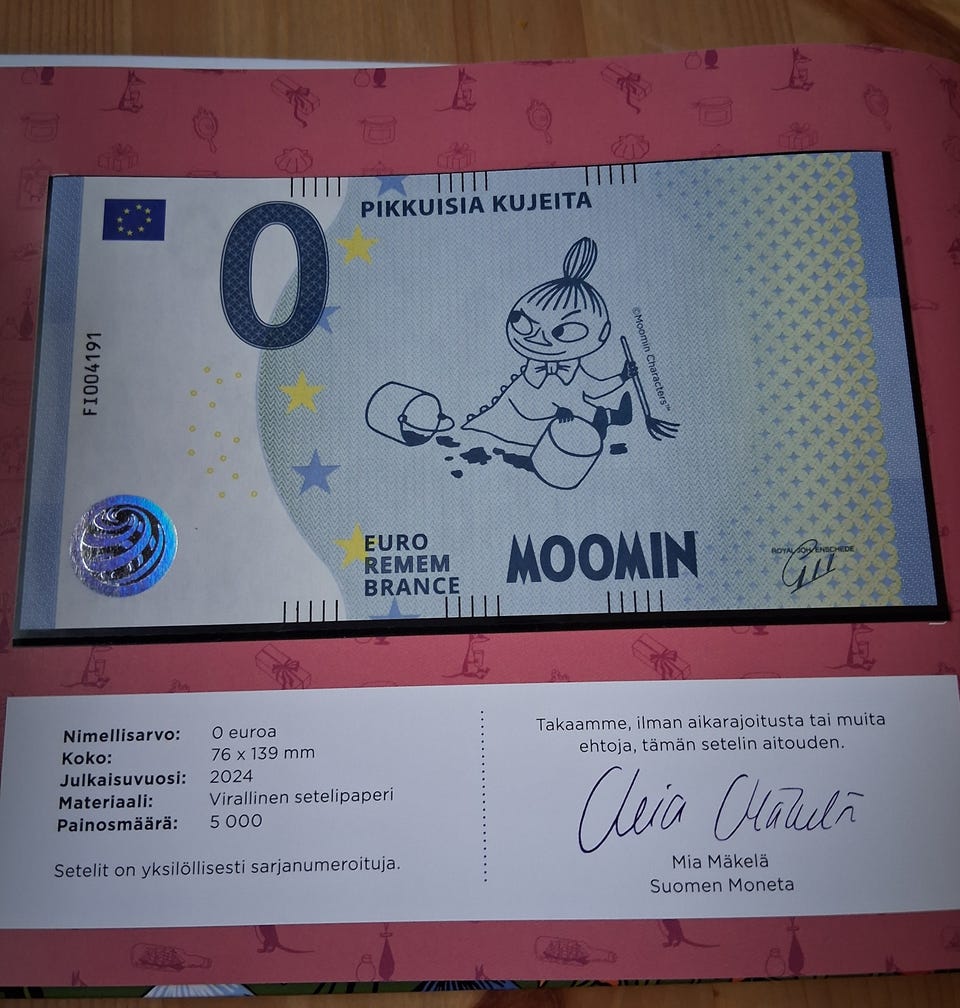 PIKKUISIA KUJEITA
0
FI004191
©Moomin Characters™
EURO
REMEM
BRANCE
MOOMIN
ROYAL JOH. ENSCHEDE
Nimellisarvo: 0 euroa
Koko: 76 x 139 mm
Julkaisuvuosi: 2024
Materiaali: Virallinen setelipaperi
Painosmäärä: 5 000
Setelit on yksilöllisesti sarjanumeroituja.
Takaamme, ilman aikarajoitusta tai muita
ehtoja, tämän setelin aitouden.
Mia Mäkelä
Mia Mäkelä
Suomen Moneta